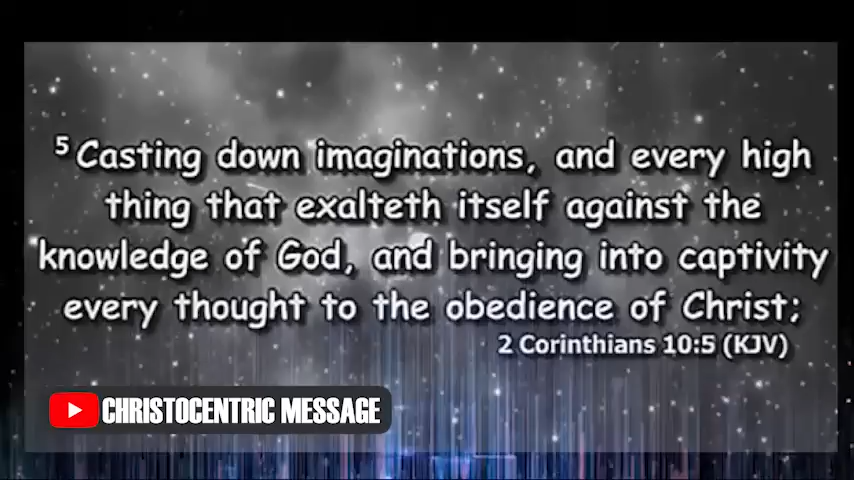 5 Casting down imaginations, and every high
thing that exalteth itself against the
knowledge of God, and bringing into captivity
every thought to the obedience of Christ;
2 Corinthians 10:5 (KJV)
CHRISTOCENTRIC MESSAGE